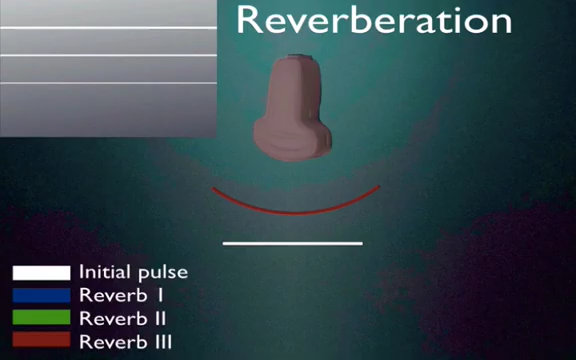 Reverberation
Initial pulse
Reverb I
Reverb II
Reverb III